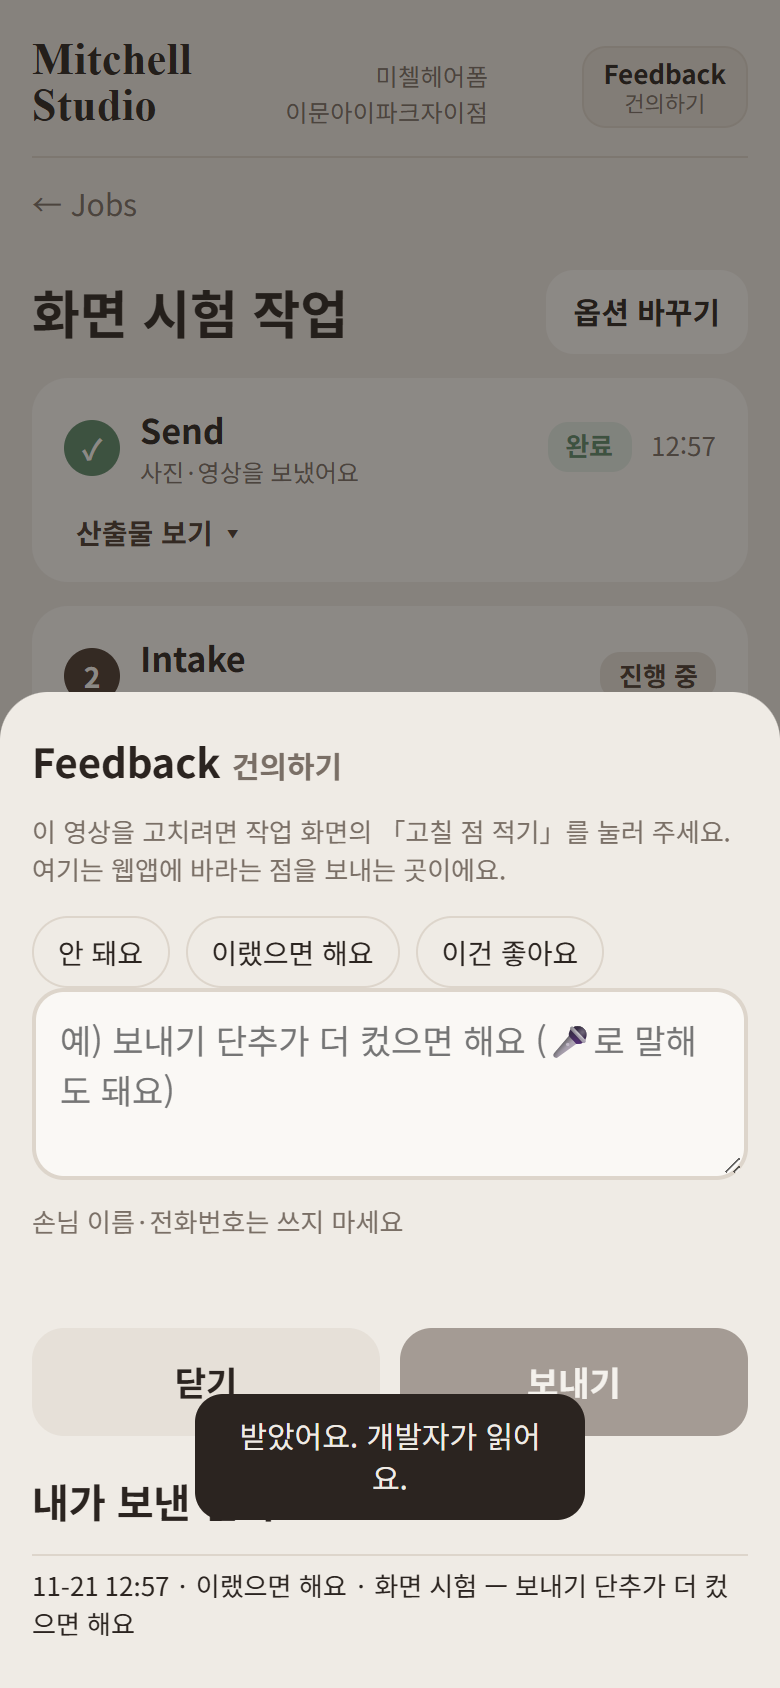 Mitchell
Studio
미첼헤어폼
이문아이파크자이점
Feedback
건의하기
← Jobs
화면 시험 작업
옵션 바꾸기
✓
Send
사진·영상을 보냈어요
완료
12:57
산출물 보기 ▾
2
Intake
진행 중
Feedback 건의하기
이 영상을 고치려면 작업 화면의 「고칠 점 적기」를 눌러 주세요.
여기는 웹앱에 바라는 점을 보내는 곳이에요.
안 돼요
이랬으면 해요
이건 좋아요
예) 보내기 단추가 더 컸으면 해요 (🎤로 말해
도 돼요)
손님 이름·전화번호는 쓰지 마세요
닫기
보내기
받았어요. 개발자가 읽어
요.
내가 보낸
11-21 12:57 · 이랬으면 해요 · 화면 시험 — 보내기 단추가 더 컸
으면 해요